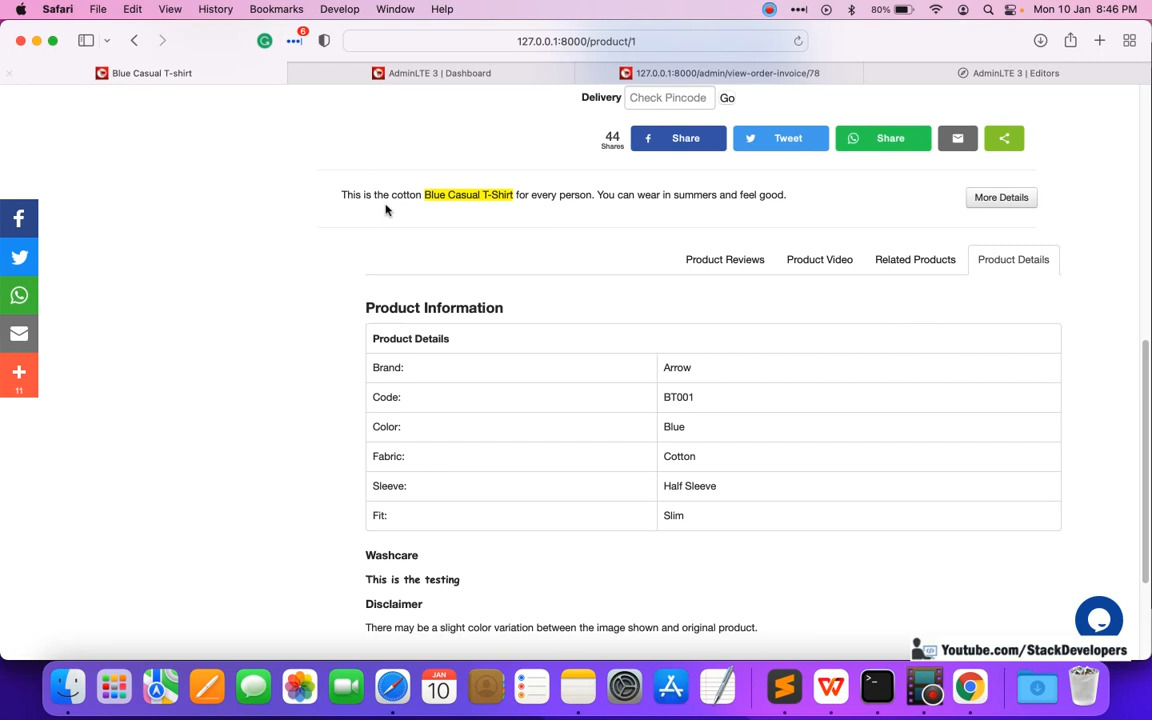 Safari File Edit View History Bookmarks Develop Window Help 80% Mon 10 Jan 8:46 PM
6 127.0.0.1:8000/product/1
Blue Casual T-shirt AdminLTE 3 | Dashboard 127.0.0.1:8000/admin/view-order-invoice/78 AdminLTE 3 | Editors
Delivery Check Pincode Go
44 Shares Share Tweet Share
This is the cotton Blue Casual T-Shirt for every person. You can wear in summers and feel good. More Details
Product Reviews Product Video Related Products Product Details
Product Information
Product Details
Brand: Arrow
Code: BT001
11
Color: Blue
Fabric: Cotton
Sleeve: Half Sleeve
Fit: Slim
Washcare
This is the testing
Disclaimer
There may be a slight color variation between the image shown and original product.
Youtube.com/StackDevelopers
JAN
10